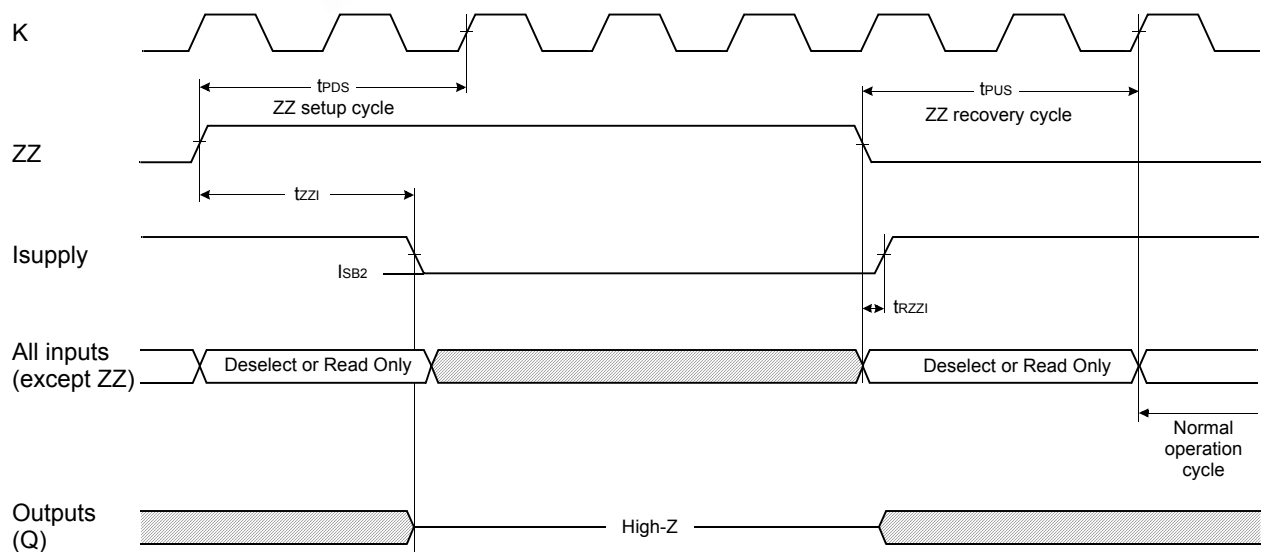 K
tPDS
ZZ setup cycle
tPUS
ZZ recovery cycle
ZZ
tZZI
Isupply
ISB2
tRZZI
All inputs
(except ZZ)
Deselect or Read Only
Deselect or Read Only
Normal
operation
cycle
Outputs
(Q)
High-Z